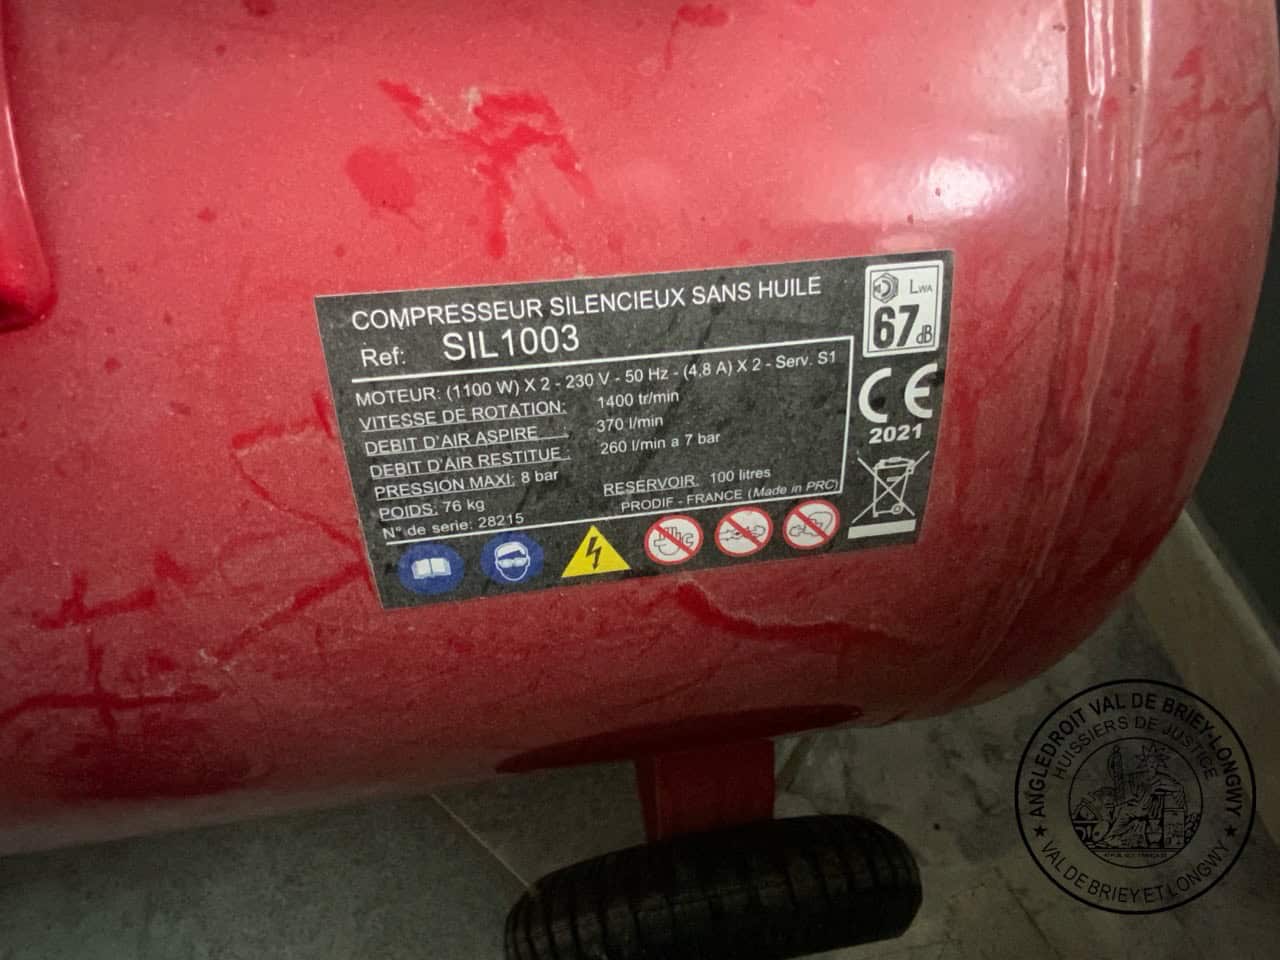 COMPRESSEUR SILENCIEUX SANS HUILE
Ref: SIL1003
LWA
67 dB
MOTEUR: (1100 W) X 2 - 230 V - 50 Hz - (4,8 A) X 2 - Serv. S1
VITESSE DE ROTATION: 1400 tr/min
DEBIT D'AIR ASPIRE : 370 l/min
DEBIT D'AIR RESTITUE : 260 l/min a 7 bar
PRESSION MAXI: 8 bar
POIDS: 76 kg
RESERVOIR: 100 litres
N° de serie: 28215
PRODIF - FRANCE (Made in PRC)
CE
2021
ANGLEDROIT VAL DE BRIEY-LONGWY
HUISSIERS DE JUSTICE
★ VAL DE BRIEY ET LONGWY ★